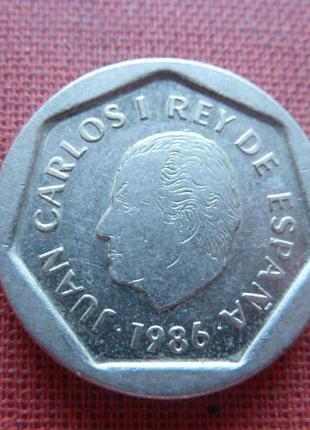 JUAN CARLOS I REY DE ESPAÑA
· 1986 ·